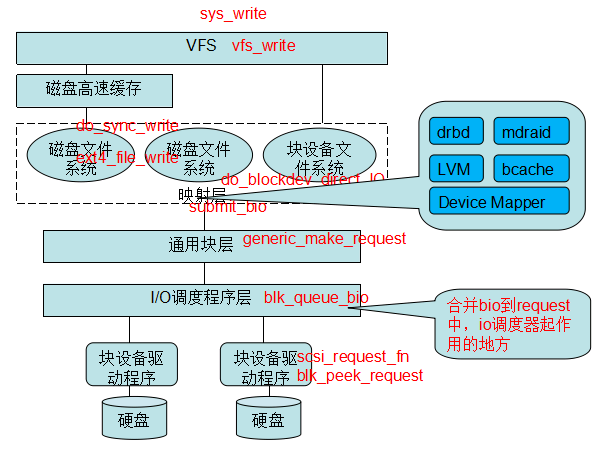 sys_write
VFS vfs_write
磁盘高速缓存
do_sync_write
磁盘文件
系统
ext4_file_write
磁盘文件
系统
块设备文件
系统
do_blockdev_direct_IO
映射层
submit_bio
drbd
mdraid
LVM
bcache
Device Mapper
通用块层 generic_make_request
I/O调度程序层 blk_queue_bio
合并bio到request
中，io调度器起作
用的地方
块设备驱
动程序
块设备驱
动程序
scsi_request_fn
blk_peek_request
硬盘
硬盘